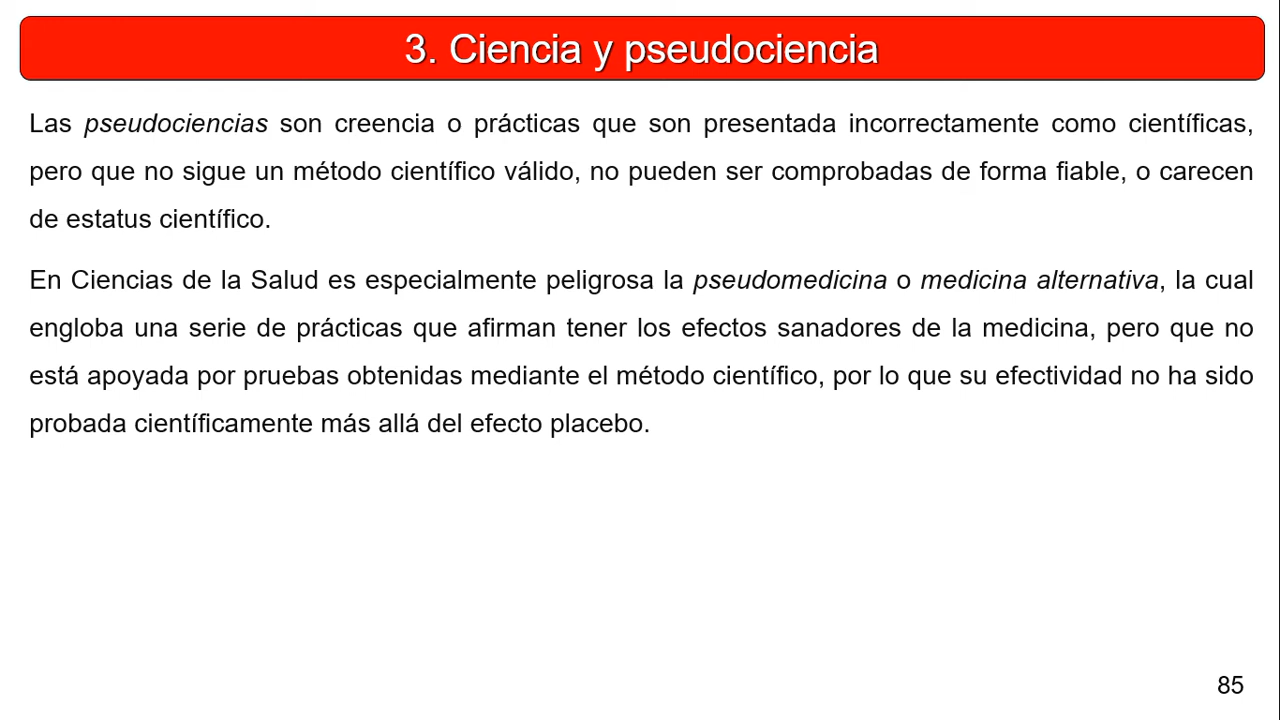 3. Ciencia y pseudociencia
Las pseudociencias son creencia o prácticas que son presentada incorrectamente como científicas,
pero que no sigue un método científico válido, no pueden ser comprobadas de forma fiable, o carecen
de estatus científico.
En Ciencias de la Salud es especialmente peligrosa la pseudomedicina o medicina alternativa, la cual
engloba una serie de prácticas que afirman tener los efectos sanadores de la medicina, pero que no
está apoyada por pruebas obtenidas mediante el método científico, por lo que su efectividad no ha sido
probada científicamente más allá del efecto placebo.
85